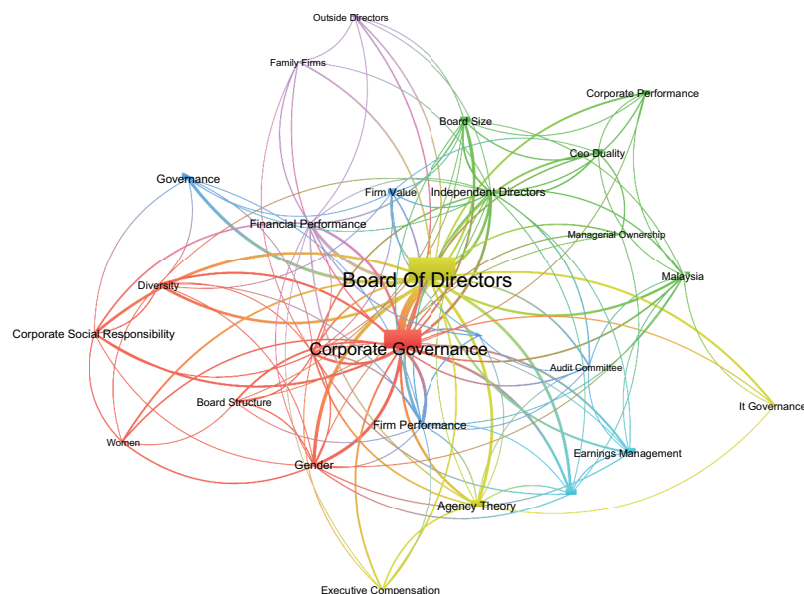 Outside Directors
Family Firms
Corporate Performance
Board Size
Ceo Duality
Governance
Firm Value
Independent Directors
Financial Performance
Managerial Ownership
Malaysia
Board Of Directors
Diversity
Corporate Social Responsibility
Corporate Governance
Audit Committee
Board Structure
It Governance
Firm Performance
Women
Earnings Management
Gender
Agency Theory
Executive Compensation